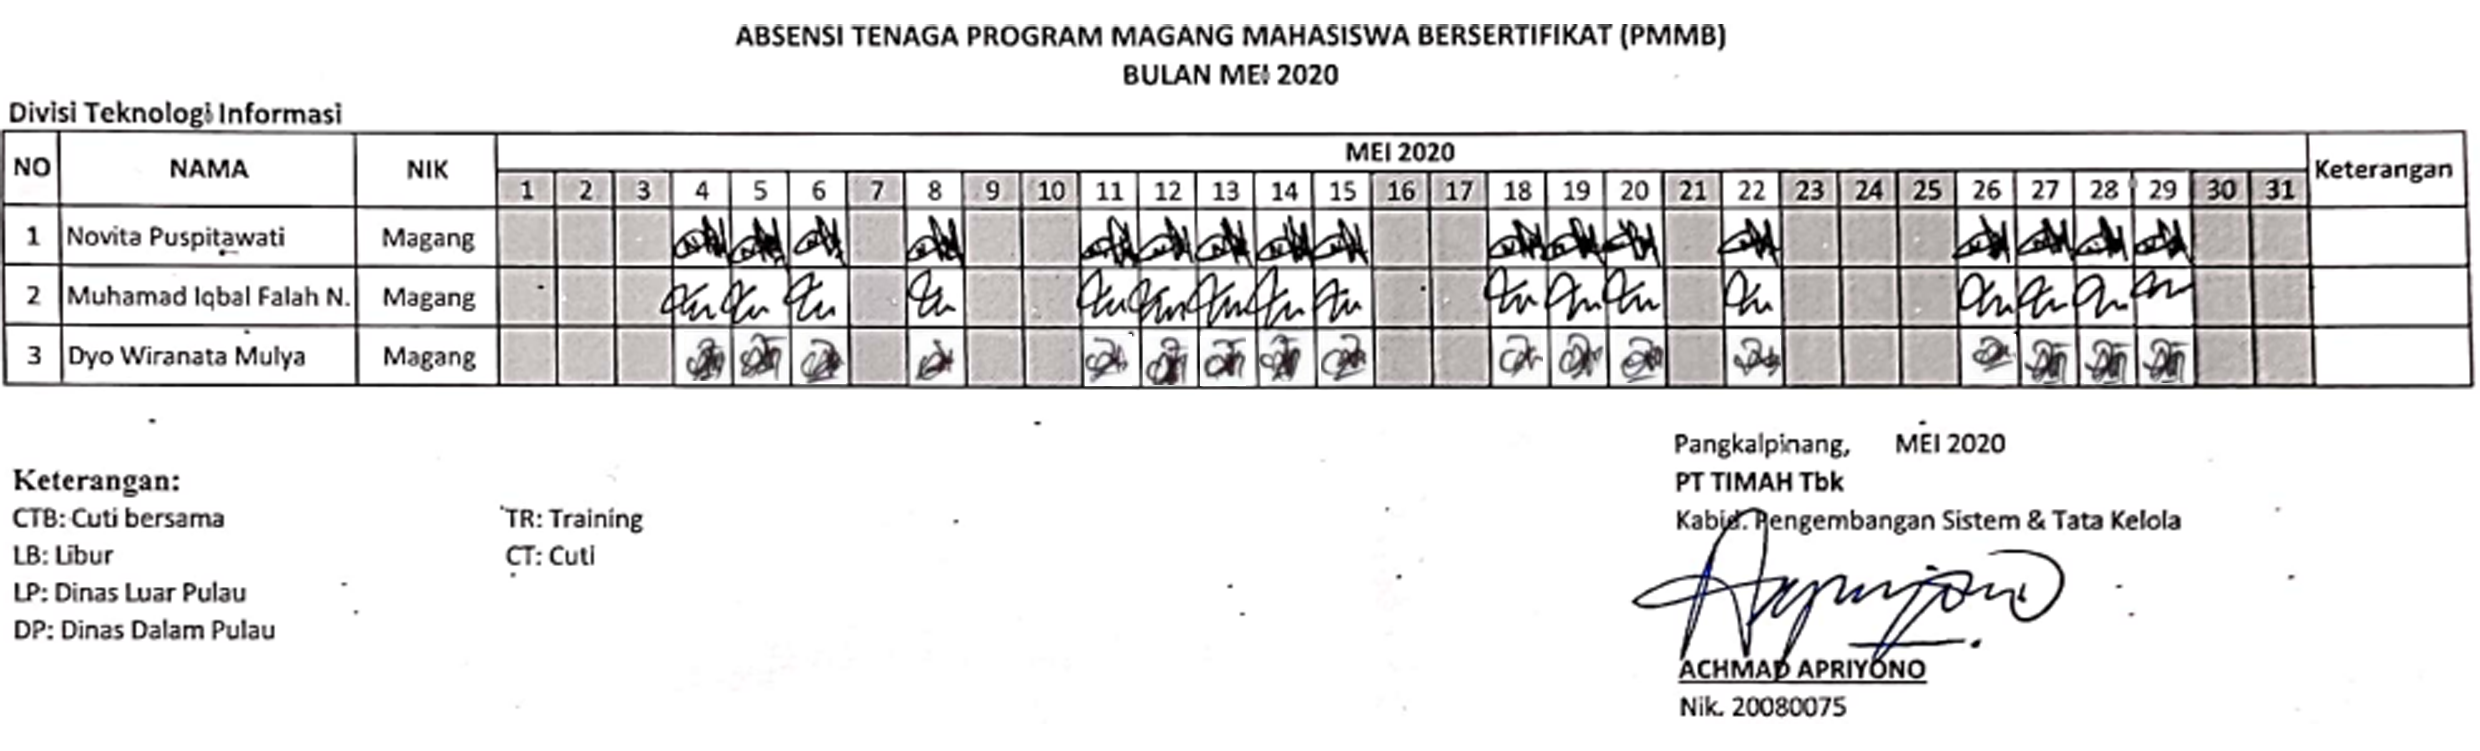 ABSENSI TENAGA PROGRAM MAGANG MAHASISWA BERSERTIFIKAT (PMMB)
BULAN MEI 2020
Divisi Teknologi Informasi
NO NAMA NIK MEI 2020 Keterangan
1 2 3 4 5 6 7 8 9 10 11 12 13 14 15 16 17 18 19 20 21 22 23 24 25 26 27 28 29 30 31
1 Novita Puspitawati Magang
2 Muhamad Iqbal Falah N. Magang
3 Dyo Wiranata Mulya Magang
Pangkalpinang, MEI 2020
PT TIMAH Tbk
Kabid. Pengembangan Sistem & Tata Kelola
ACHMAD APRIYONO
Nik. 20080075
Keterangan:
CTB: Cuti bersama TR: Training
LB: Libur CT: Cuti
LP: Dinas Luar Pulau
DP: Dinas Dalam Pulau